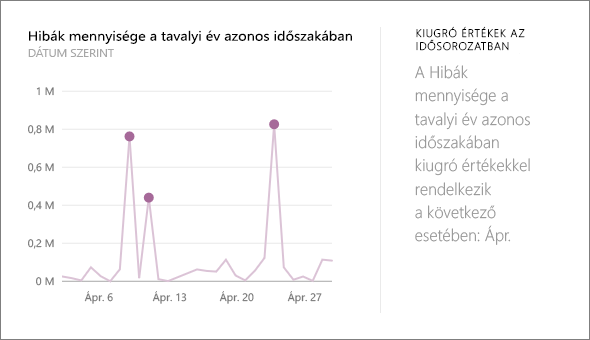 Hibák mennyisége a tavalyi év azonos időszakában
DÁTUM SZERINT
1 M
0,8 M
0,6 M
0,4 M
0,2 M
0 M
Ápr. 6
Ápr. 13
Ápr. 20
Ápr. 27
KIUGRÓ ÉRTÉKEK AZ
IDŐSOROZATBAN
A Hibák
mennyisége a
tavalyi év azonos
időszakában
kiugró értékekkel
rendelkezik
a következő
esetében: Ápr.